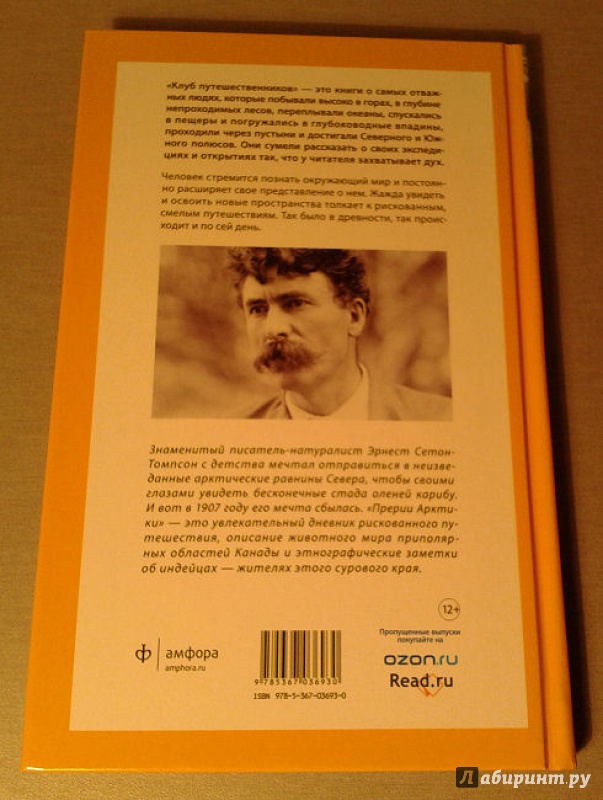 «Клуб путешественников» — это книги о самых отваж-
ных людях, которые побывали высоко в горах, в глубине
непроходимых лесов, переплывали океаны, спускались
в пещеры и погружались в глубоководные впадины,
проходили через пустыни и достигали Северного и Юж-
ного полюсов. Они сумели рассказать о своих экспеди-
циях и открытиях так, что у читателя захватывает дух.
Человек стремится познать окружающий мир и постоян-
но расширяет свое представление о нем. Жажда увидеть
и освоить новые пространства толкает к рискованным,
смелым путешествиям. Так было в древности, так проис-
ходит и по сей день.
Знаменитый писатель-натуралист Эрнест Сетон-
Томпсон с детства мечтал отправиться в неизве-
данные арктические равнины Севера, чтобы своими
глазами увидеть бесконечные стада оленей карибу.
И вот в 1907 году его мечта сбылась. «Прерии Аркти-
ки» — это увлекательный дневник рискованного пу-
тешествия, описание животного мира приполяр-
ных областей Канады и этнографические заметки
об индейцах — жителях этого сурового края.
12+
Пропущенные выпуски
покупайте на
ozon.ru
Read.ru
ф амфора
amphora.ru
9 785367 036930
ISBN 978-5-367-03693-0
Лабиринт.ру